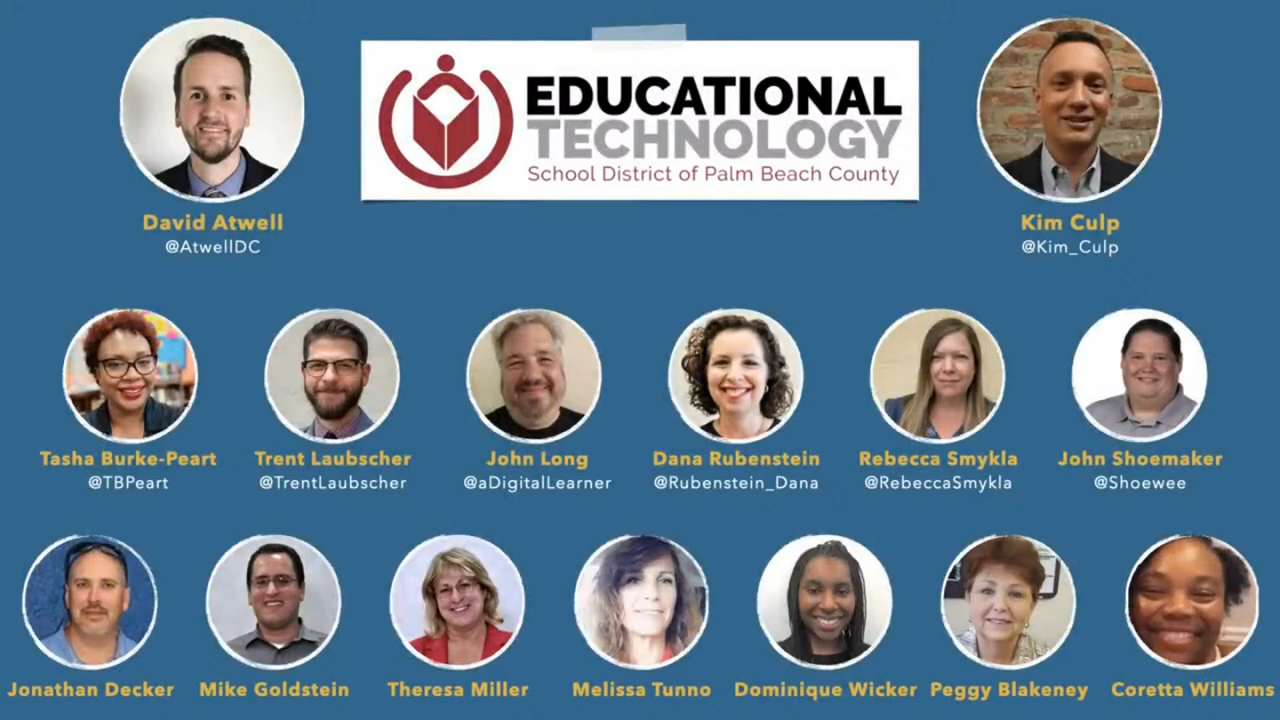 EDUCATIONAL
TECHNOLOGY
School District of Palm Beach County
David Atwell
@AtwellDC
Kim Culp
@Kim_Culp
Tasha Burke-Peart
@TBPeart
Trent Laubscher
@TrentLaubscher
John Long
@aDigitalLearner
Dana Rubenstein
@Rubenstein_Dana
Rebecca Smykla
@RebeccaSmykla
John Shoemaker
@Shoewee
Jonathan Decker
Mike Goldstein
Theresa Miller
Melissa Tunno
Dominique Wicker
Peggy Blakeney
Coretta Williams